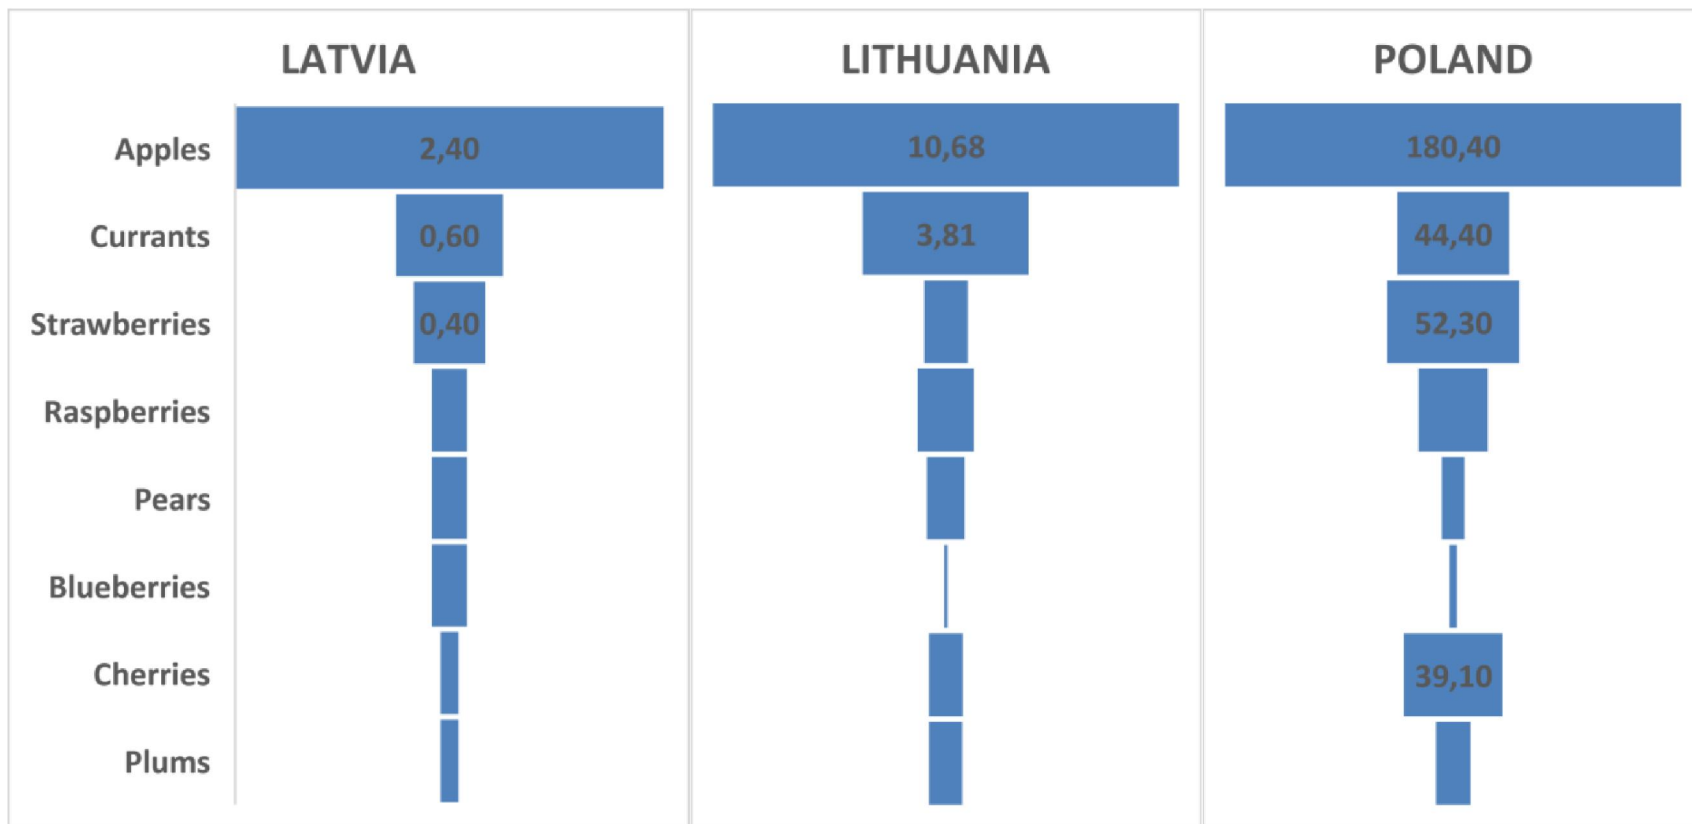 LATVIA LITHUANIA POLAND
Apples 2,40 10,68 180,40
Currants 0,60 3,81 44,40
Strawberries 0,40 52,30
Raspberries
Pears
Blueberries
Cherries 39,10
Plums